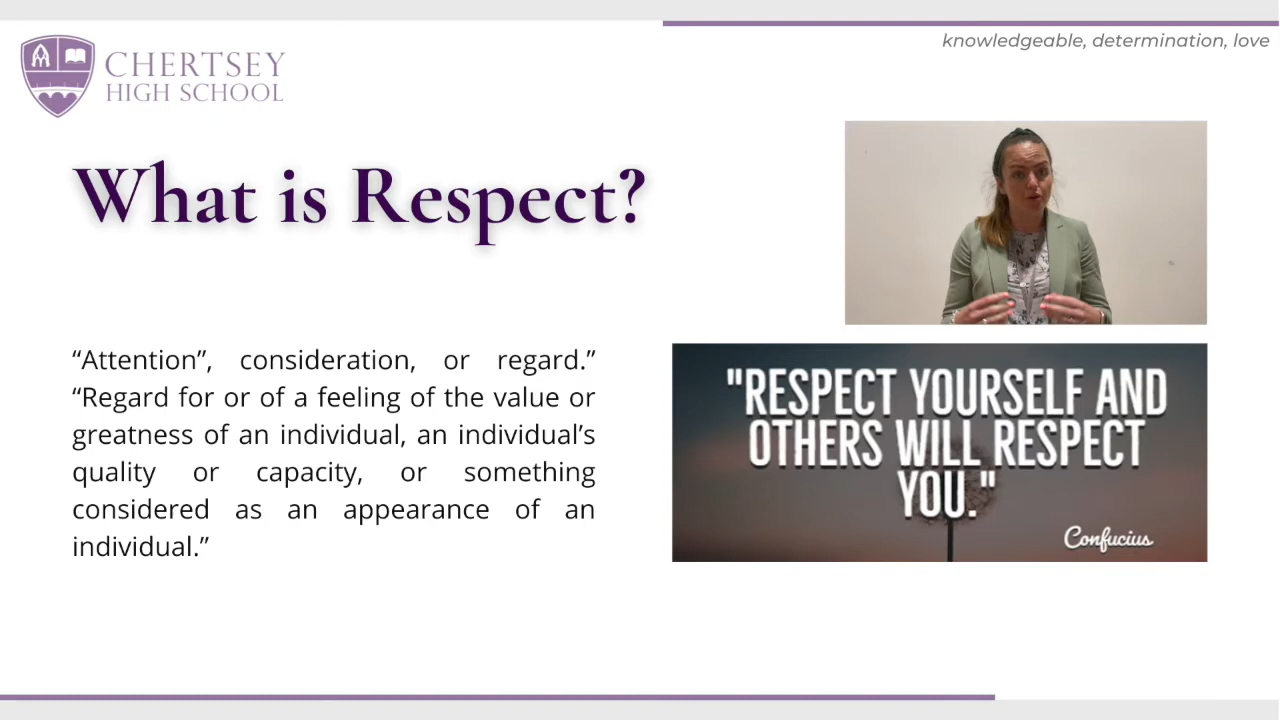 knowledgeable, determination, love
CHERTSEY
HIGH SCHOOL
What is Respect?
“Attention”, consideration, or regard.”
“Regard for or of a feeling of the value or
greatness of an individual, an individual’s
quality or capacity, or something
considered as an appearance of an
individual.”
"RESPECT YOURSELF AND
OTHERS WILL RESPECT
YOU."
Confucius